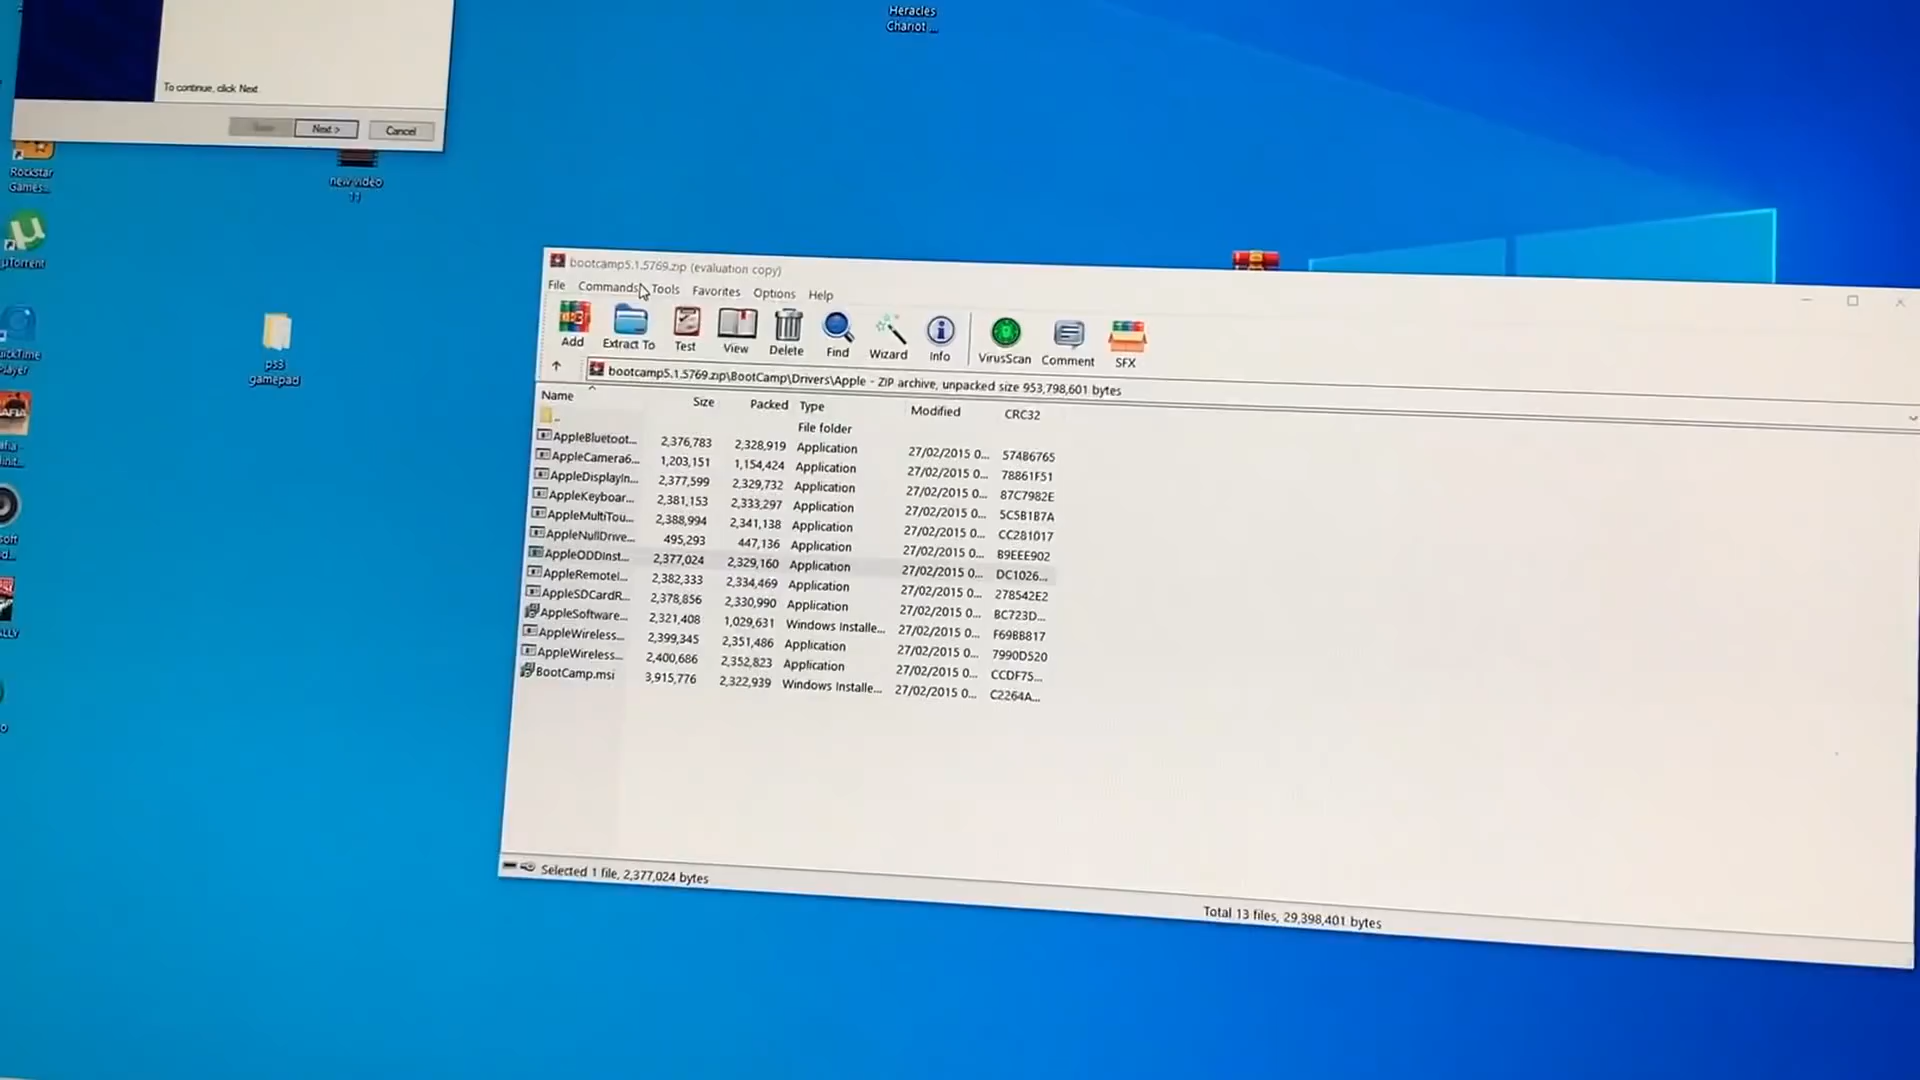 Heracles
Chariot ...
To continue, click Next
Next >
Cancel
Rockstar
Games...
new video
11
µTorrent
ps3
gamepad
bootcamp5.1.5769.zip (evaluation copy)
File Commands Tools Favorites Options Help
Add Extract To Test View Delete Find Wizard Info VirusScan Comment SFX
bootcamp5.1.5769.zip\BootCamp\Drivers\Apple - ZIP archive, unpacked size 953,798,601 bytes
Name Size Packed Type Modified CRC32
.. File folder
AppleBluetoot... 2,376,783 2,328,919 Application 27/02/2015 0... 574B6765
AppleCamera6... 1,203,151 1,154,424 Application 27/02/2015 0... 78861F51
AppleDisplayIn... 2,377,599 2,329,732 Application 27/02/2015 0... 87C7982E
AppleKeyboar... 2,381,153 2,333,297 Application 27/02/2015 0... 5C5B1B7A
AppleMultiTou... 2,388,994 2,341,138 Application 27/02/2015 0... CC281017
AppleNullDrive... 495,293 447,136 Application 27/02/2015 0... B9EEE902
AppleODDInst... 2,377,024 2,329,160 Application 27/02/2015 0... DC1026...
AppleRemoteI... 2,382,333 2,334,469 Application 27/02/2015 0... 278542E2
AppleSDCardR... 2,378,856 2,330,990 Application 27/02/2015 0... BC723D...
AppleSoftware... 2,321,408 1,029,631 Windows Installe... 27/02/2015 0... F69BB817
AppleWireless... 2,399,345 2,351,486 Application 27/02/2015 0... 7990D520
AppleWireless... 2,400,686 2,352,823 Application 27/02/2015 0... CCDF75...
BootCamp.msi 3,915,776 2,322,939 Windows Installe... 27/02/2015 0... C2264A...
Selected 1 file, 2,377,024 bytes
Total 13 files, 29,398,401 bytes